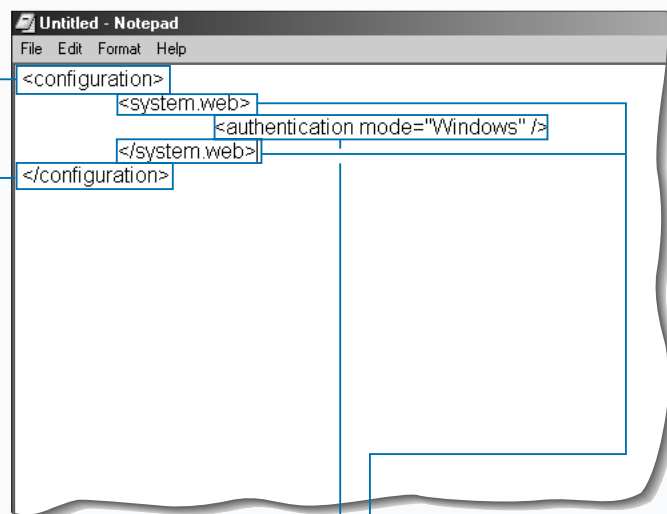 Untitled - Notepad
File Edit Format Help
<configuration>
<system.web>
<authentication mode="Windows" />
</system.web>
</configuration>